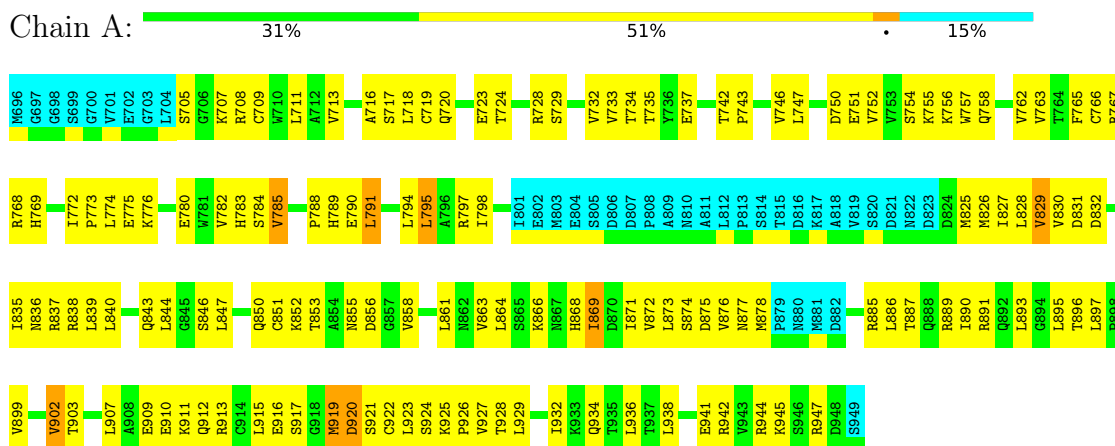 Chain A:
31% 51% • 15%
M696 G697 G698 S699 G700 V701 E702 G703 L704 S705 G706 K707 R708 C709 W710 L711 A712 V713 A716 S717 L718 C719 Q720 E723 T724 R728 S729 V732 V733 T734 T735 Y736 E737 T742 P743 V746 L747 D750 E751 V752 V753 S754 K755 K756 W757 Q758 V762 V763 T764 F765 C766 R767
R768 H769 I772 P773 L774 E775 K776 E780 W781 V782 H783 S784 V785 P788 H789 E790 L791 L794 L795 A796 R797 I798 I801 E802 M803 E804 S805 D806 D807 P808 A809 N810 A811 L812 P813 S814 T815 D816 K817 A818 V819 S820 D821 N822 D823 D824 M825 M826 I827 L828 V829 V830 D831 D832
I835 N836 R837 R838 L839 L840 Q843 L844 G845 S846 L847 Q850 C851 K852 T853 A854 N855 D856 G857 V858 L861 N862 V863 L864 S865 K866 N867 H868 I869 D870 I871 V872 L873 S874 D875 V876 N877 M878 P879 N880 M881 D882 R885 L886 T887 Q888 R889 I890 R891 Q892 L893 G894 L895 T896 L897 P898
V899 V902 T903 L907 A908 E909 E910 K911 Q912 R913 C914 L915 E916 S917 G918 M919 D920 S921 C922 L923 S924 K925 P926 V927 T928 L929 I932 K933 Q934 T935 L936 T937 L938 E941 R942 V943 R944 K945 S946 R947 D948 S949